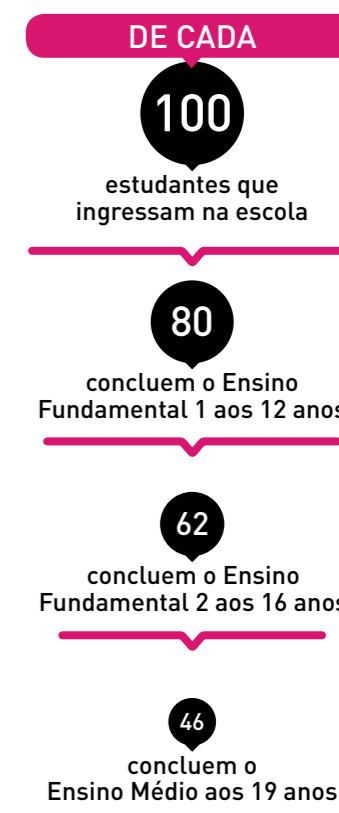 DE CADA
100
estudantes que
ingressam na escola
80
concluem o Ensino
Fundamental 1 aos 12 anos
62
concluem o Ensino
Fundamental 2 aos 16 anos
46
concluem o
Ensino Médio aos 19 anos